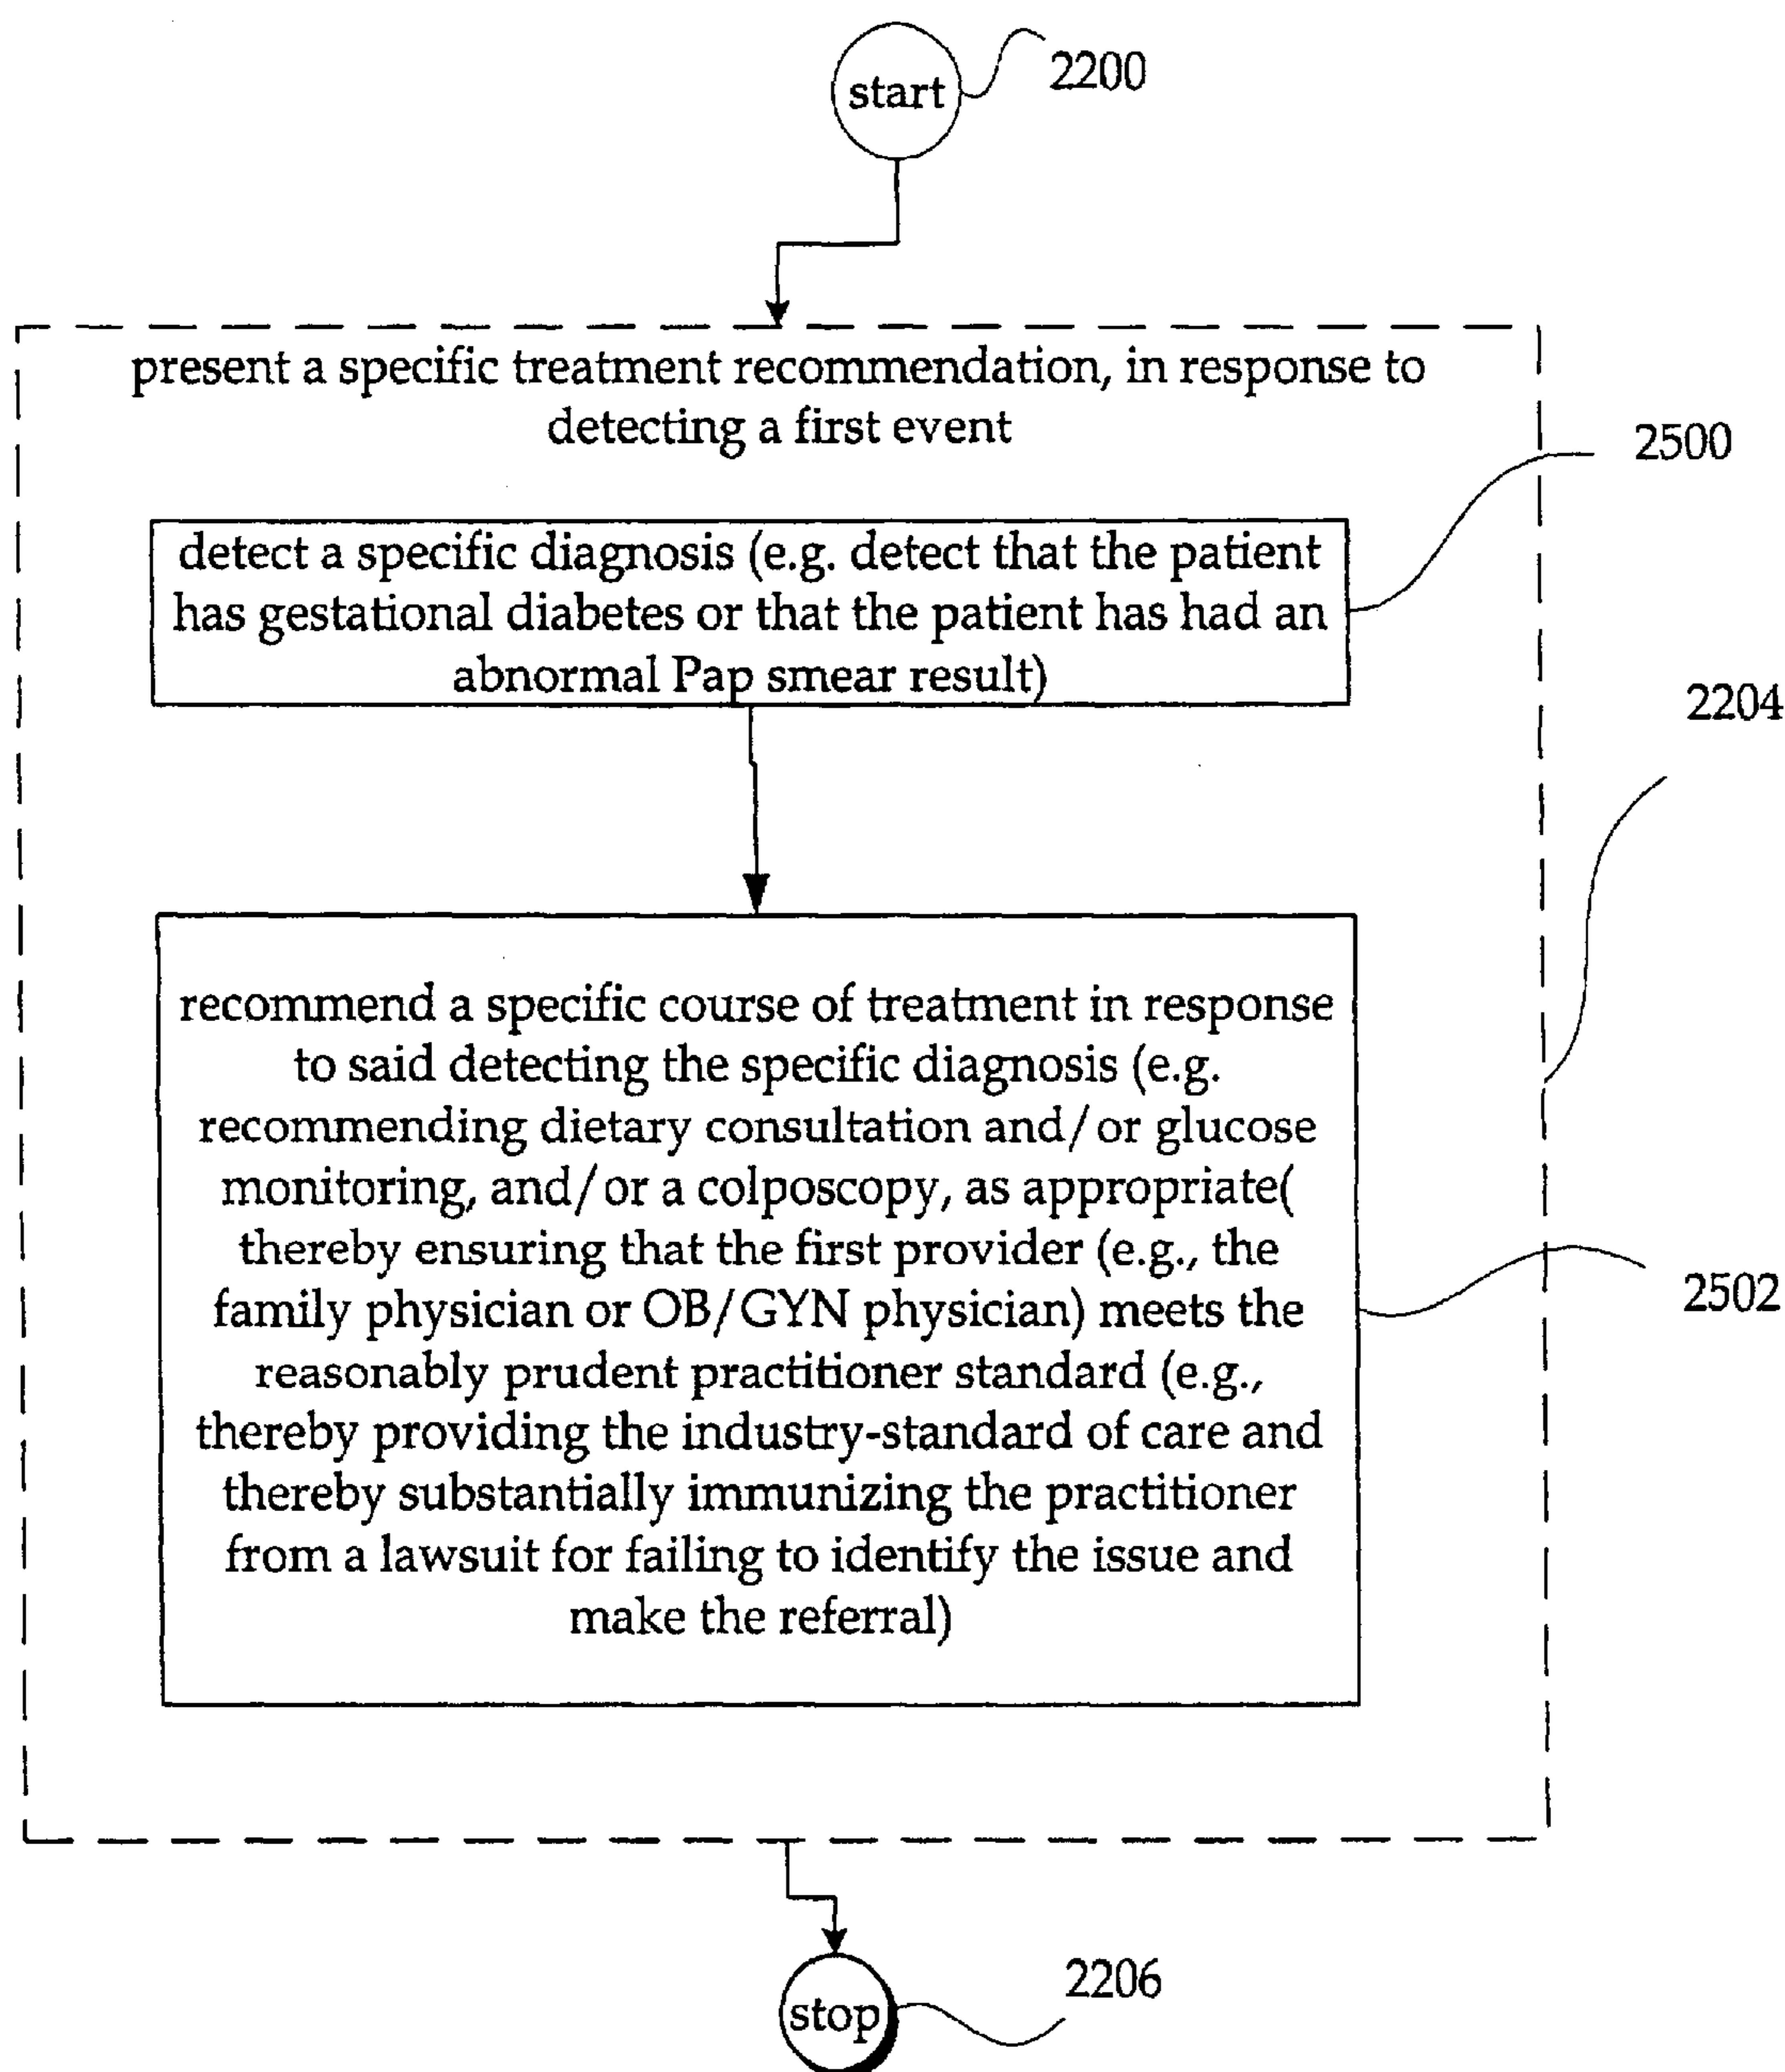 start
2200
present a specific treatment recommendation, in response to
detecting a first event
2500
detect a specific diagnosis (e.g. detect that the patient
has gestational diabetes or that the patient has had an
abnormal Pap smear result)
2204
recommend a specific course of treatment in response
to said detecting the specific diagnosis (e.g.
recommending dietary consultation and/or glucose
monitoring, and/or a colposcopy, as appropriate(
thereby ensuring that the first provider (e.g., the
family physician or OB/GYN physician) meets the
reasonably prudent practitioner standard (e.g.,
thereby providing the industry-standard of care and
thereby substantially immunizing the practitioner
from a lawsuit for failing to identify the issue and
make the referral)
2502
stop
2206